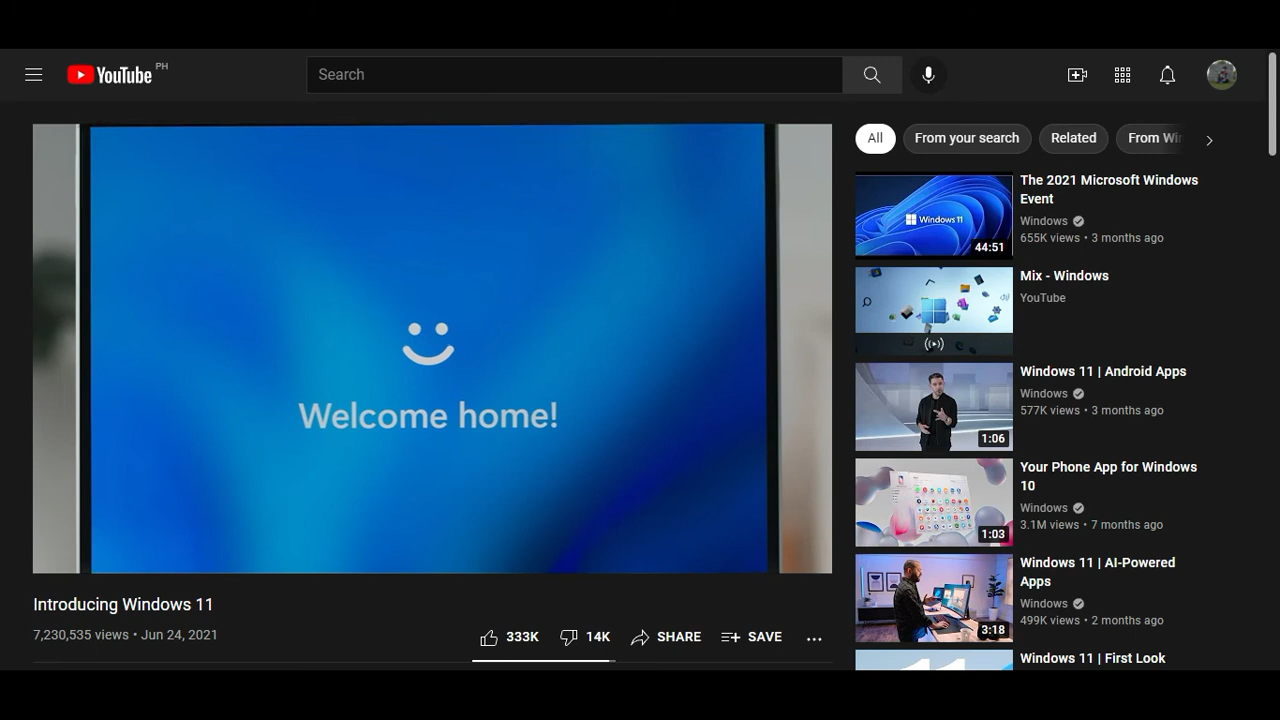 YouTube PH
Search
Welcome home!
Introducing Windows 11
7,230,535 views • Jun 24, 2021
333K
14K
SHARE
SAVE
All
From your search
Related
From Wi
The 2021 Microsoft Windows
Event
Windows
655K views • 3 months ago
Windows 11
44:51
Mix - Windows
YouTube
Windows 11 | Android Apps
Windows
577K views • 3 months ago
1:06
Your Phone App for Windows
10
Windows
3.1M views • 7 months ago
1:03
Windows 11 | AI-Powered
Apps
Windows
499K views • 2 months ago
3:18
Windows 11 | First Look
11